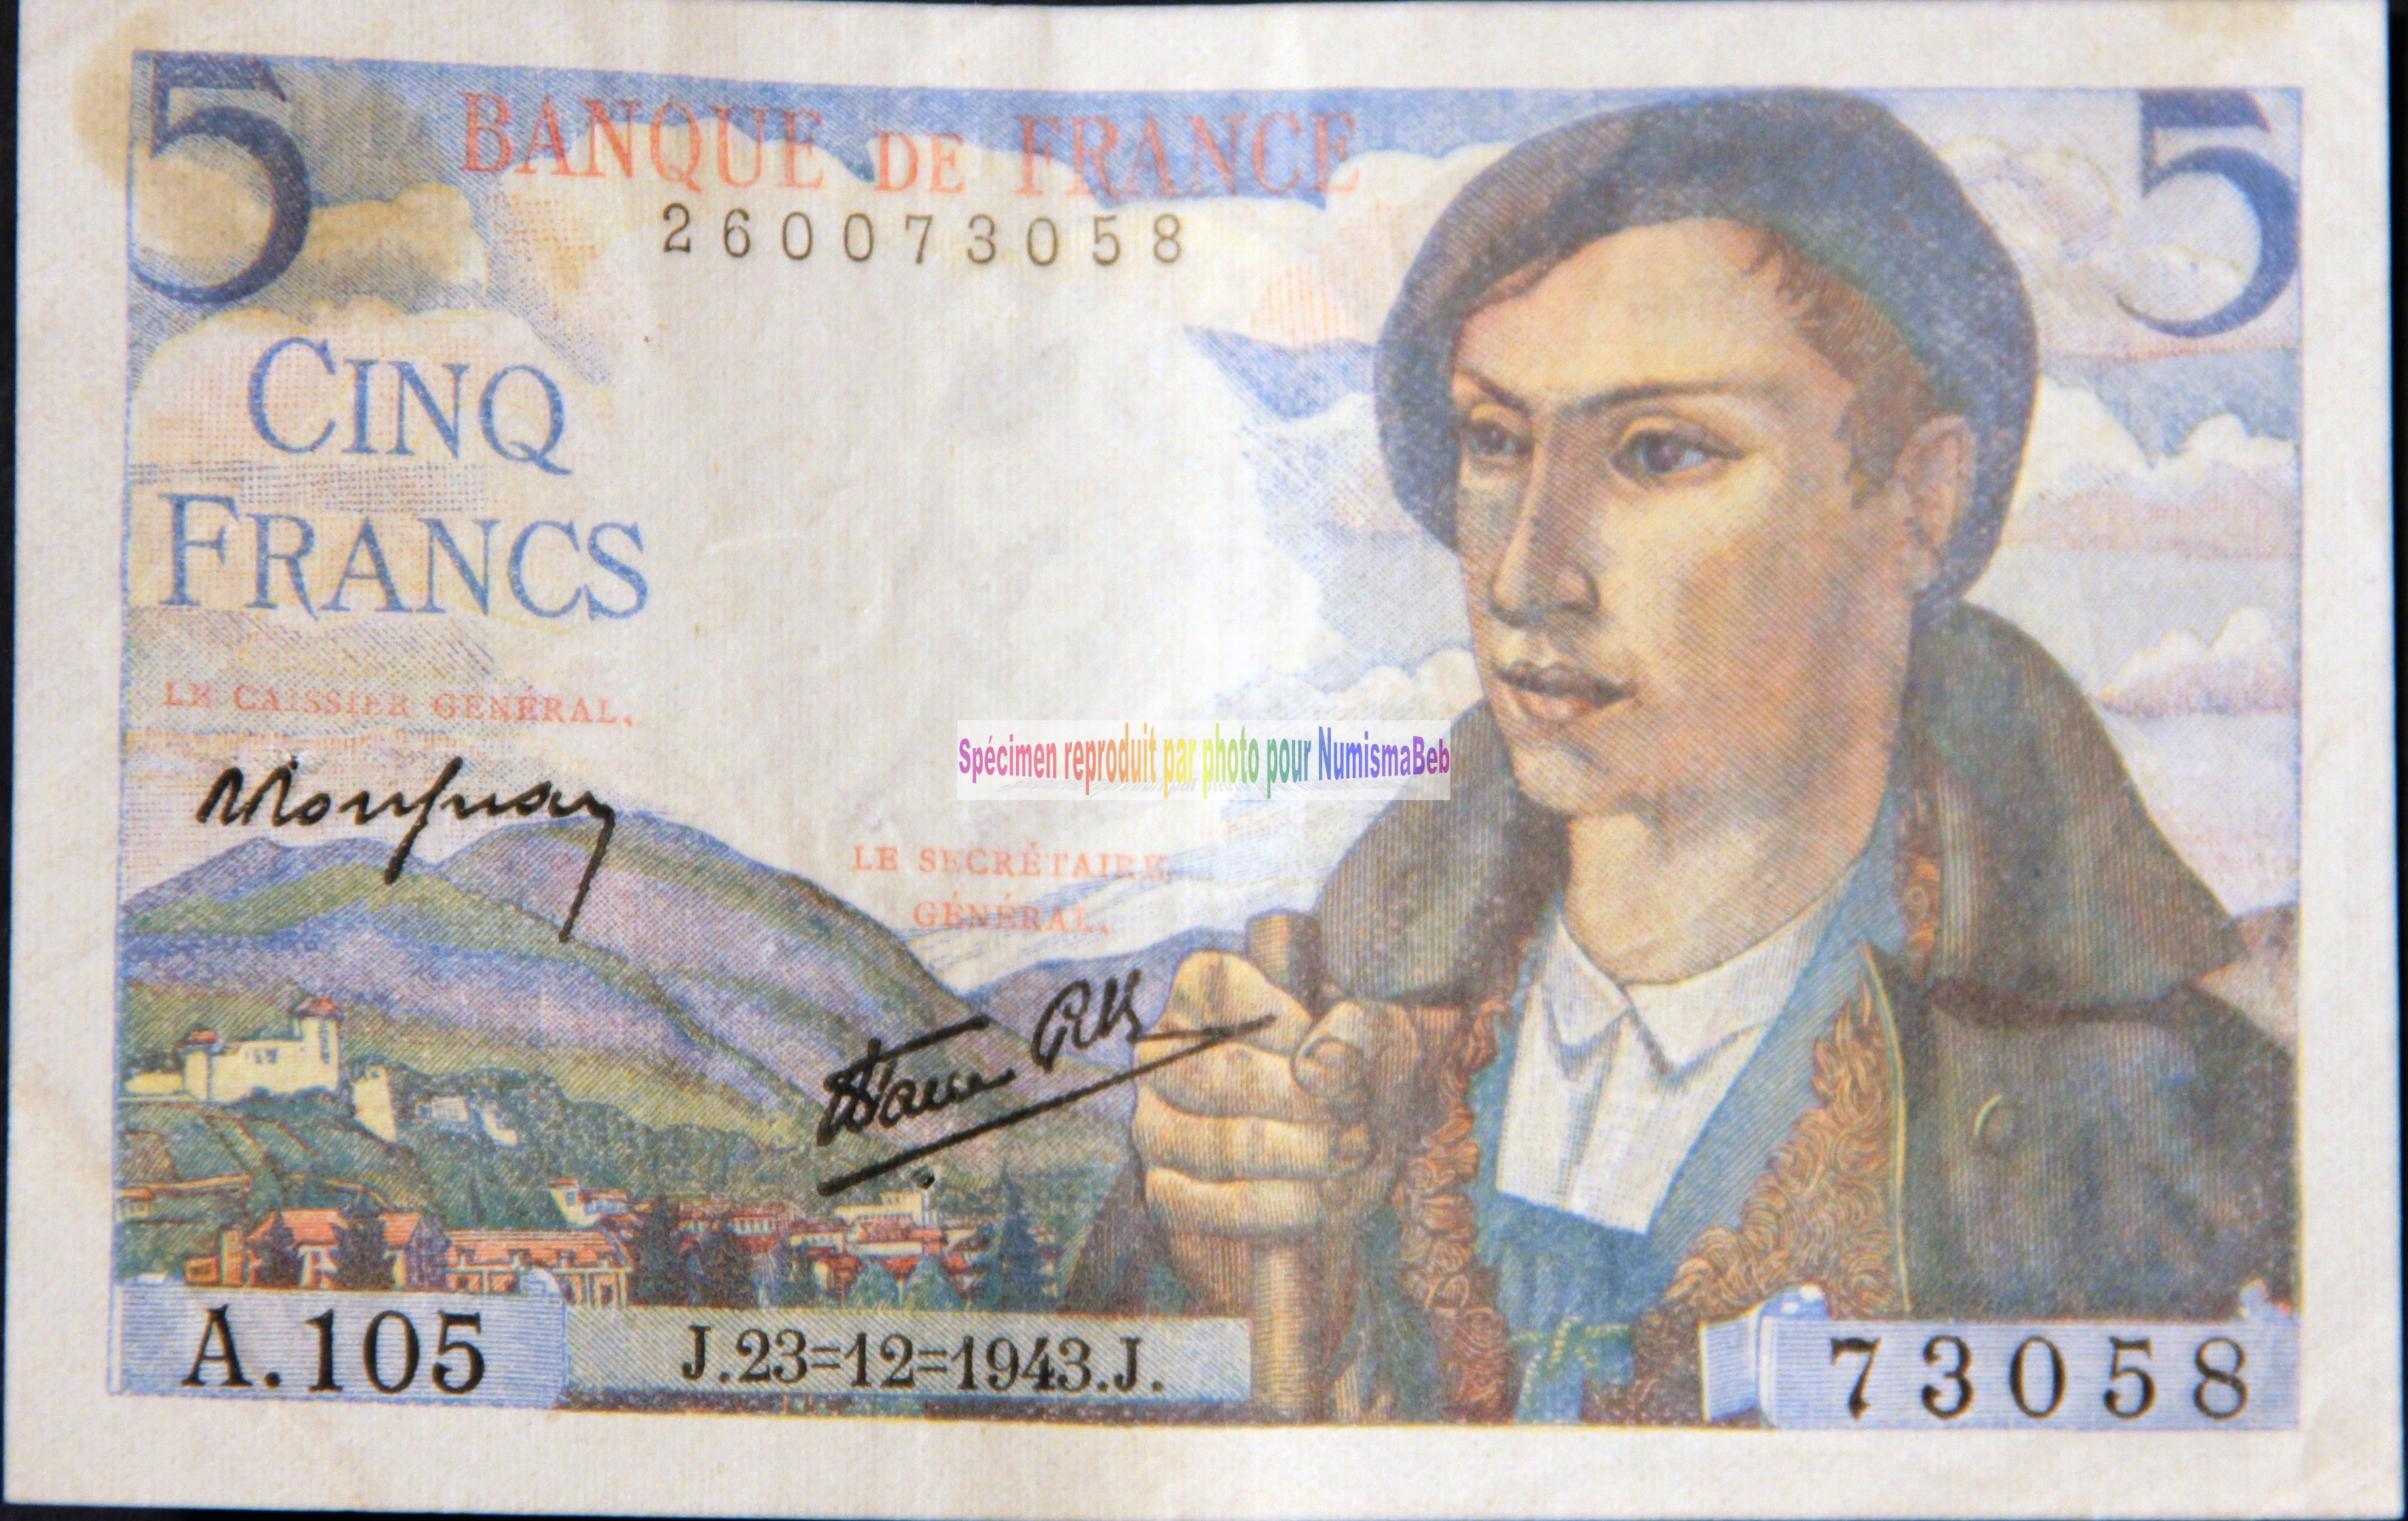 5
BANQUE DE FRANCE
5
260073058
CINQ
FRANCS
LE CAISSIER GÉNÉRAL,
Spécimen reproduit par photo pour NumismaBeb
LE SECRÉTAIRE
GÉNÉRAL,
A.105
J.23=12=1943.J.
73058